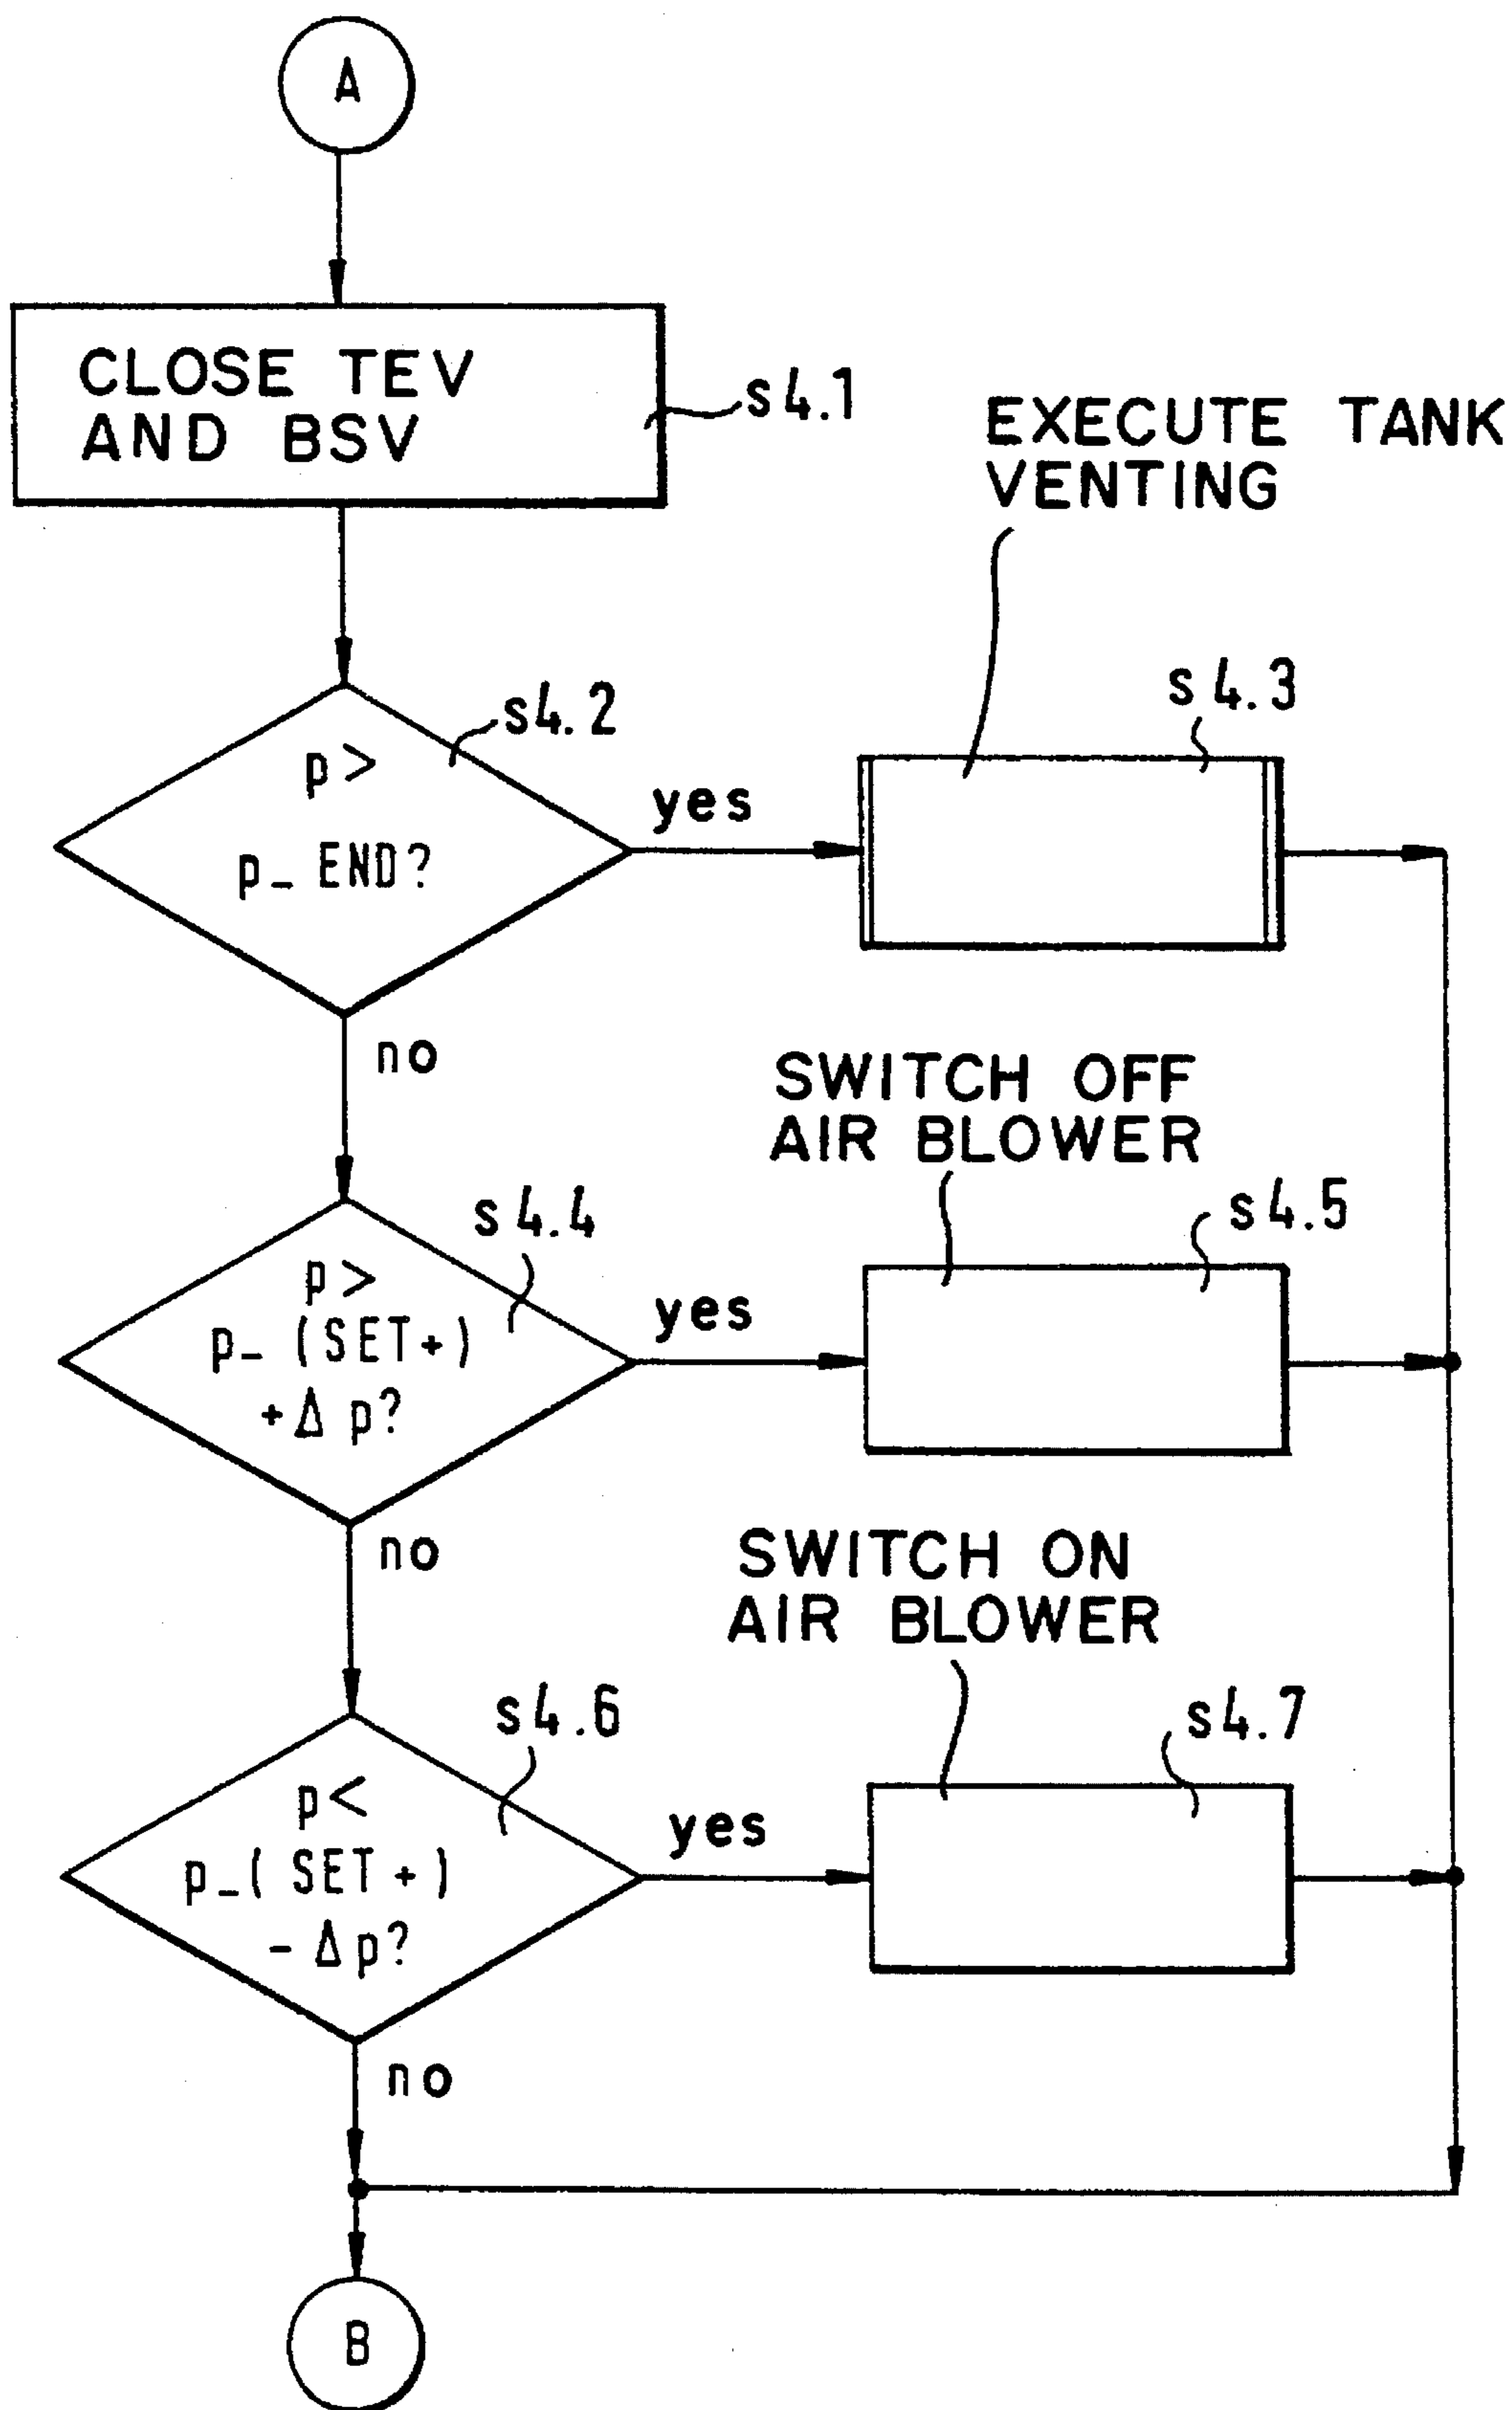 A
CLOSE TEV
AND BSV
s4.1
EXECUTE TANK
VENTING
s4.2
s4.3
p >
p_ END?
yes
no
SWITCH OFF
AIR BLOWER
s4.4
s4.5
p >
p_ (SET+)
+Δ p?
yes
no
SWITCH ON
AIR BLOWER
s4.6
s4.7
p <
p_ (SET +)
- Δp?
yes
no
B